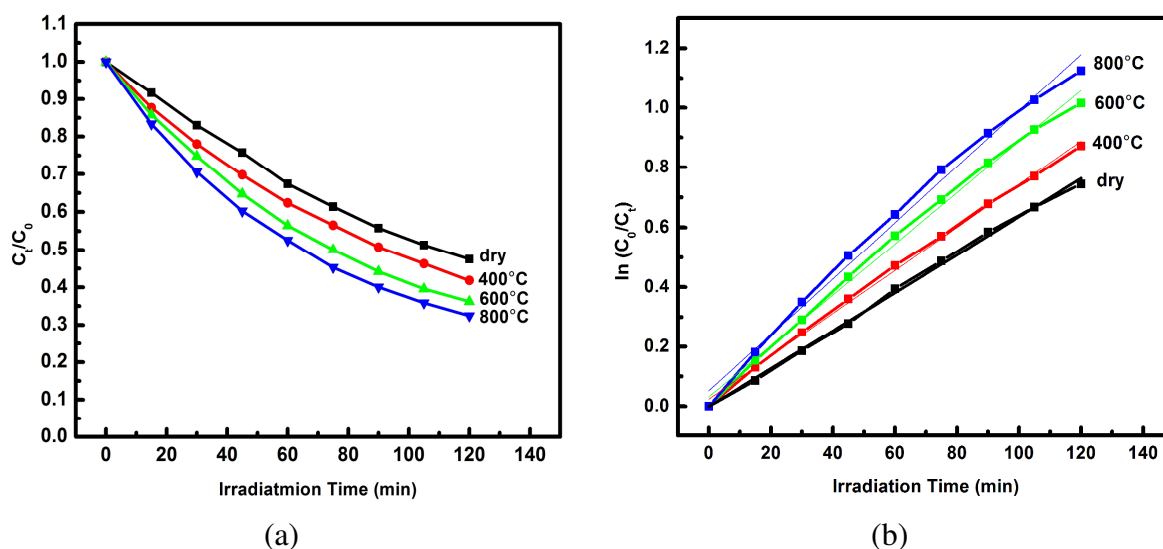 1.1
1.0
0.9
0.8
0.7
0.6
0.5
0.4
0.3
0.2
0.1
0.0
Cₜ/C₀
dry
400°C
600°C
800°C
0 20 40 60 80 100 120 140
Irradiatmion Time (min)
(a)
1.2
1.0
0.8
0.6
0.4
0.2
0.0
ln (C₀/Cₜ)
800°C
600°C
400°C
dry
0 20 40 60 80 100 120 140
Irradiation Time (min)
(b)